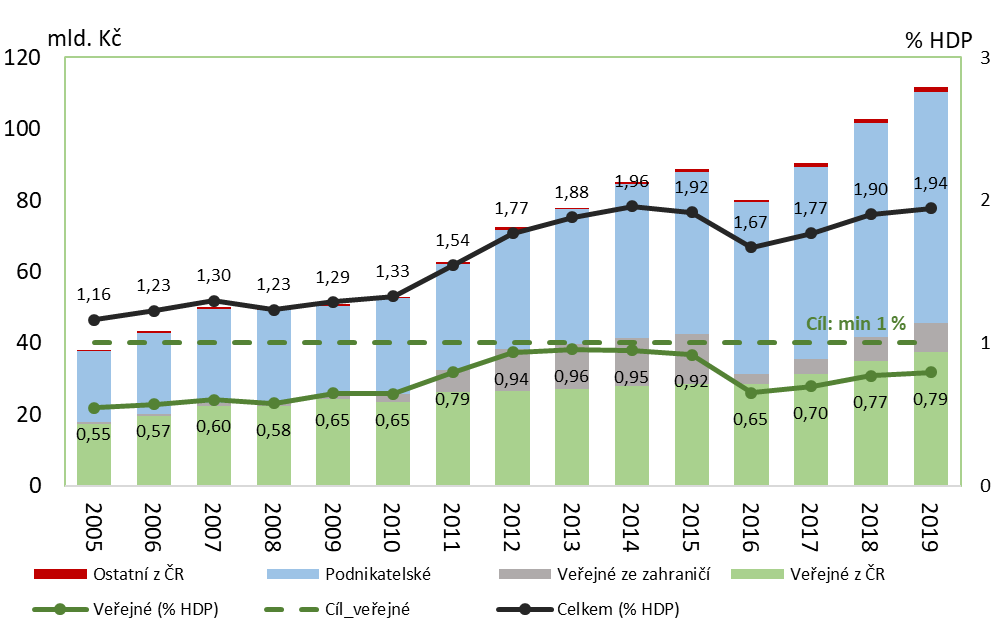 mld. Kč % HDP
120 3
100
80 2
60
40 1
20
0 0
1,16 1,23 1,30 1,23 1,29 1,33 1,54 1,77 1,88 1,96 1,92 1,67 1,77 1,90 1,94
Cíl: min 1 %
0,55 0,57 0,60 0,58 0,65 0,65 0,79 0,94 0,96 0,95 0,92 0,65 0,70 0,77 0,79
2005 2006 2007 2008 2009 2010 2011 2012 2013 2014 2015 2016 2017 2018 2019
Ostatní z ČR Podnikatelské Veřejné ze zahraničí Veřejné z ČR
Veřejné (% HDP) Cíl_veřejné Celkem (% HDP)